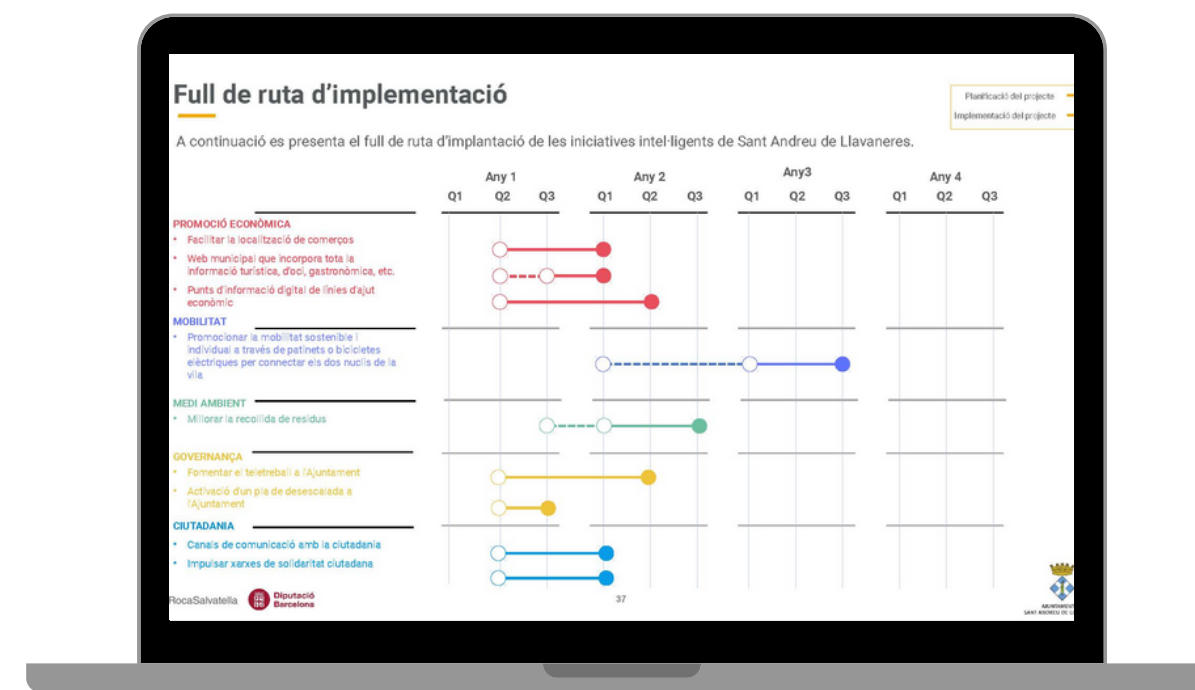 Full de ruta d'implementació
Planificació del projecte
Implementació del projecte
A continuació es presenta el full de ruta d'implantació de les iniciatives intel·ligents de Sant Andreu de Llavaneres.
Any 1 Any 2 Any3 Any 4
Q1 Q2 Q3 Q1 Q2 Q3 Q1 Q2 Q3 Q1 Q2 Q3
PROMOCIÓ ECONÒMICA
• Facilitar la localització de comerços
• Web municipal que incorpora tota la
informació turística, d'oci, gastronòmica, etc.
• Punts d'informació digital de línies d'ajut
econòmic
MOBILITAT
• Promocionar la mobilitat sostenible i
individual a través de patinets o bicicletes
elèctriques per connectar els dos nuclis de la
vila
MEDI AMBIENT
• Millorar la recollida de residus
GOVERNANÇA
• Fomentar el teletreball a l'Ajuntament
• Activació d'un pla de desescalada a
l'Ajuntament
CIUTADANIA
• Canals de comunicació amb la ciutadania
• Impulsar xarxes de solidaritat ciutadana
RocaSalvatella
Diputació
Barcelona
37
AJUNTAMENT
SANT ANDREU DE